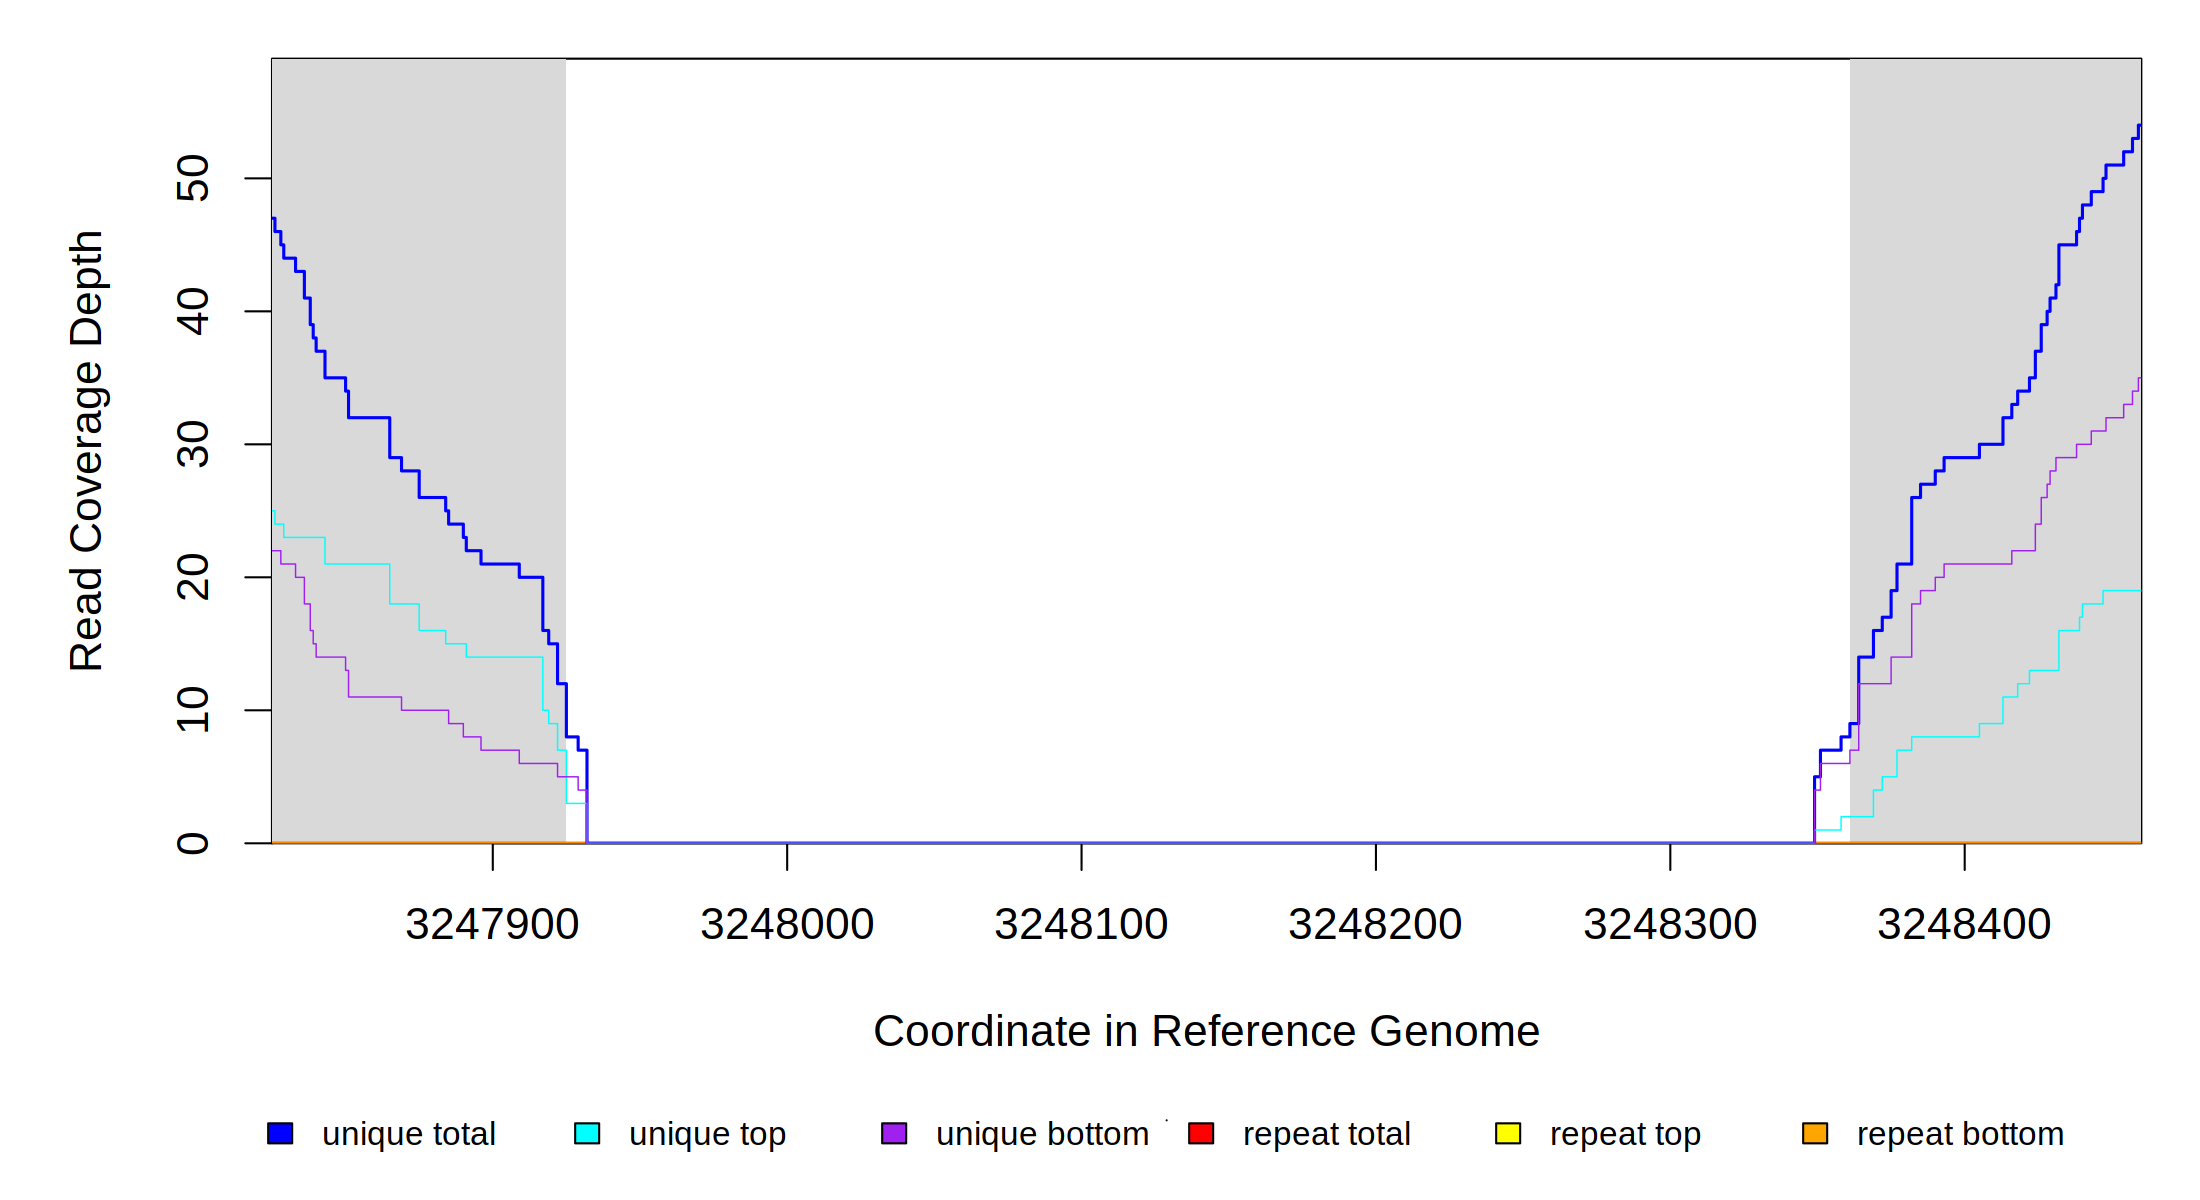 50
40
30
20
10
0
Read Coverage Depth
3247900 3248000 3248100 3248200 3248300 3248400
Coordinate in Reference Genome
unique total unique top unique bottom repeat total repeat top repeat bottom